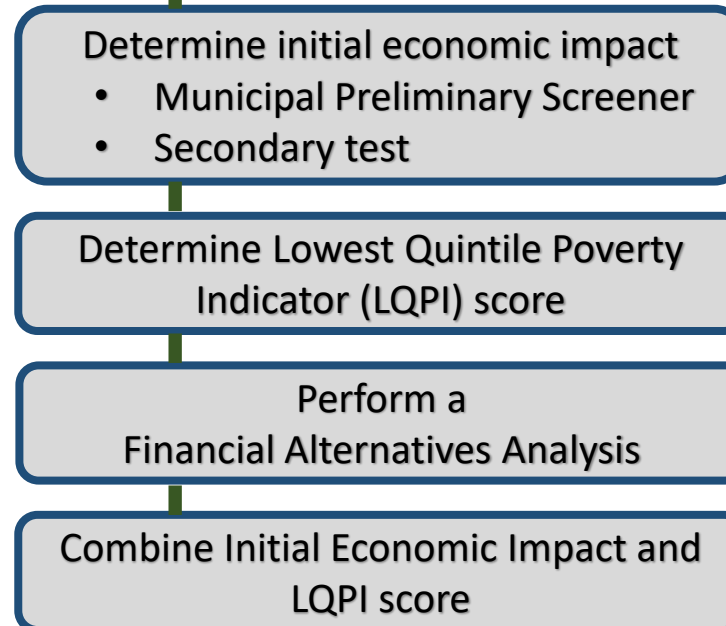 Determine initial economic impact
• Municipal Preliminary Screener
• Secondary test
Determine Lowest Quintile Poverty
Indicator (LQPI) score
Perform a
Financial Alternatives Analysis
Combine Initial Economic Impact and
LQPI score